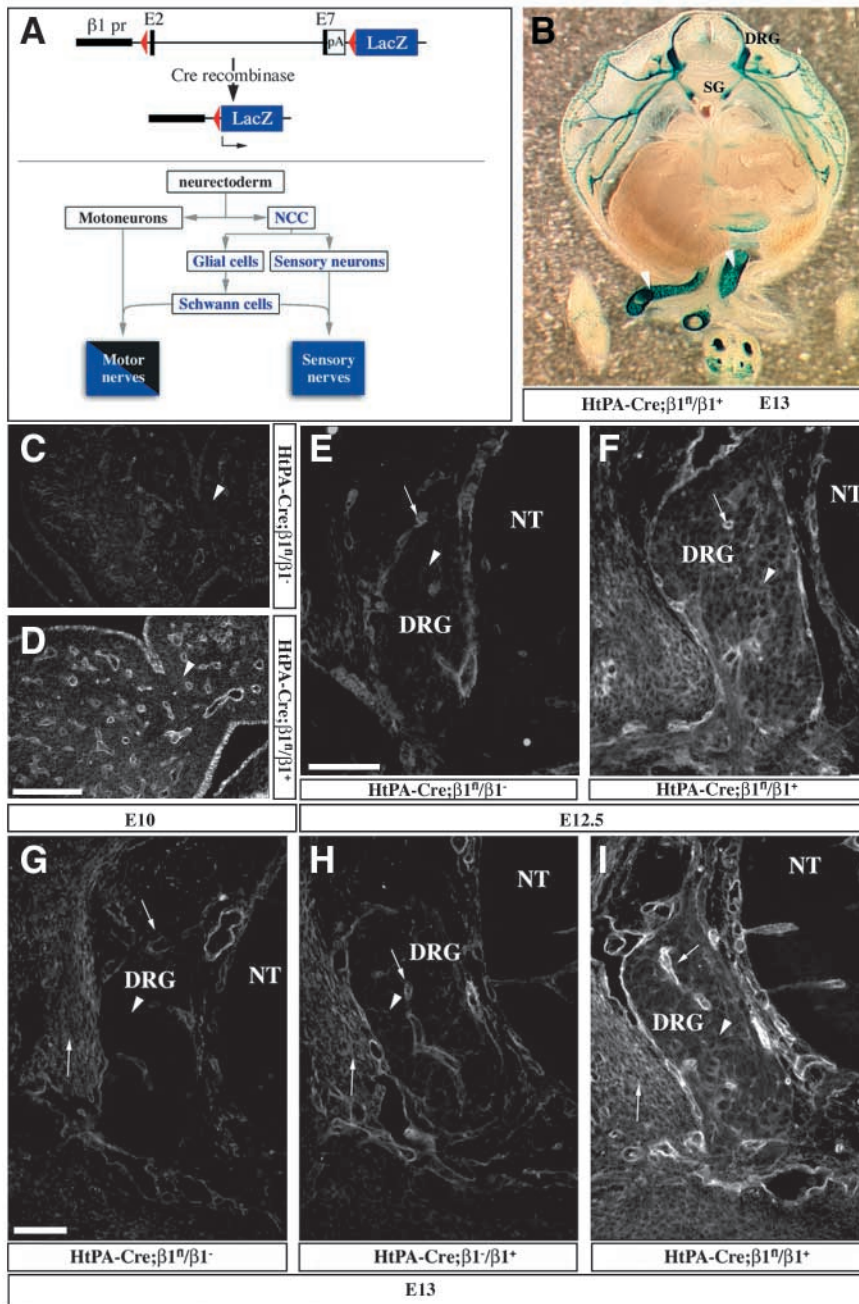 A
β1 pr
E2
E7
pA
LacZ
Cre recombinase
LacZ
neurectoderm
Motoneurons
NCC
Glial cells
Sensory neurons
Schwann cells
Motor
nerves
Sensory
nerves
B
DRG
SG
HtPA-Cre;β1ᶠˡ/β1⁺ E13
C
HtPA-Cre;β1ᶠˡ/β1⁻
D
HtPA-Cre;β1ᶠˡ/β1⁺
E10
E
NT
DRG
HtPA-Cre;β1ᶠˡ/β1⁻
F
NT
DRG
HtPA-Cre;β1ᶠˡ/β1⁺
E12.5
G
DRG
NT
HtPA-Cre;β1ᶠˡ/β1⁻
H
NT
DRG
HtPA-Cre;β1⁻/β1⁺
I
NT
DRG
HtPA-Cre;β1ᶠˡ/β1⁺
E13